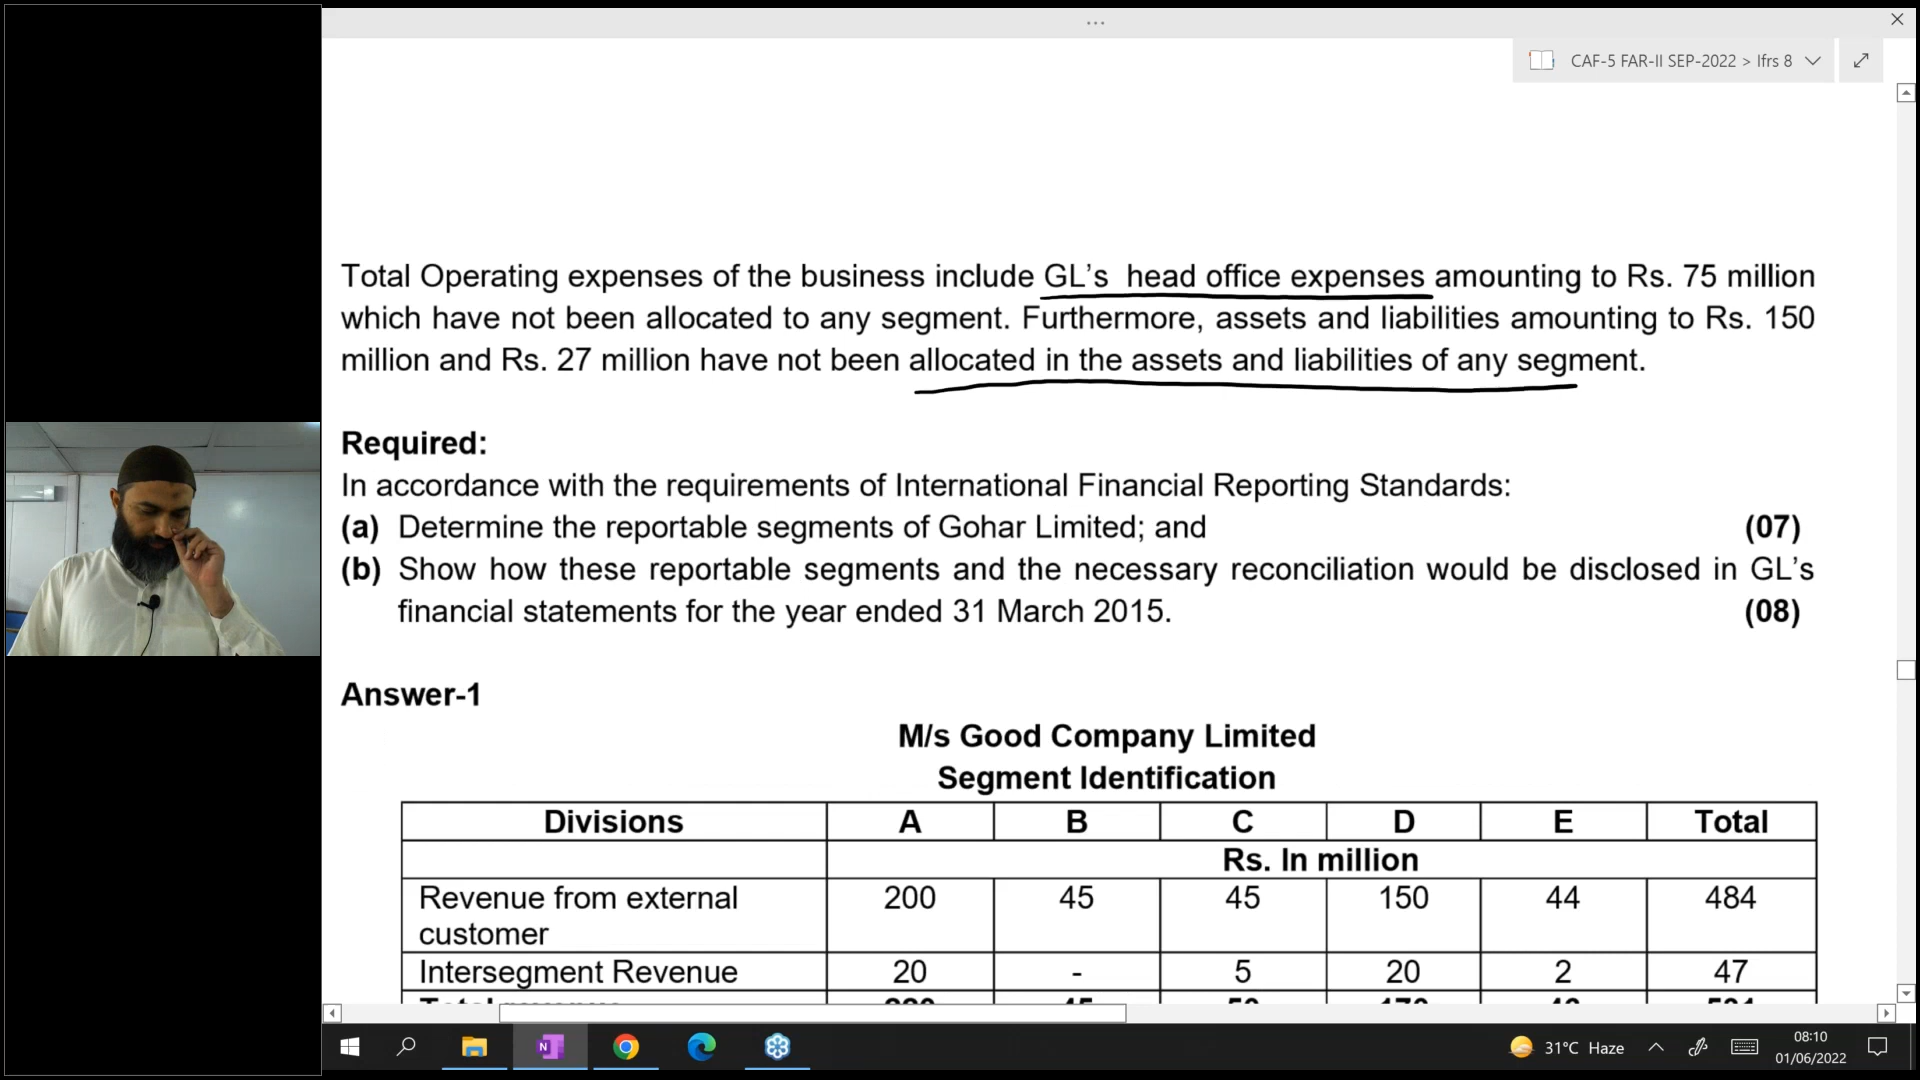 CAF-5 FAR-II SEP-2022 > Ifrs 8
Total Operating expenses of the business include GL’s head office expenses amounting to Rs. 75 million
which have not been allocated to any segment. Furthermore, assets and liabilities amounting to Rs. 150
million and Rs. 27 million have not been allocated in the assets and liabilities of any segment.
Required:
In accordance with the requirements of International Financial Reporting Standards:
(a) Determine the reportable segments of Gohar Limited; and (07)
(b) Show how these reportable segments and the necessary reconciliation would be disclosed in GL’s
financial statements for the year ended 31 March 2015. (08)
Answer-1
M/s Good Company Limited
Segment Identification
Divisions A B C D E Total
Rs. In million
Revenue from external 200 45 45 150 44 484
customer
Intersegment Revenue 20 - 5 20 2 47
31°C Haze
08:10
01/06/2022